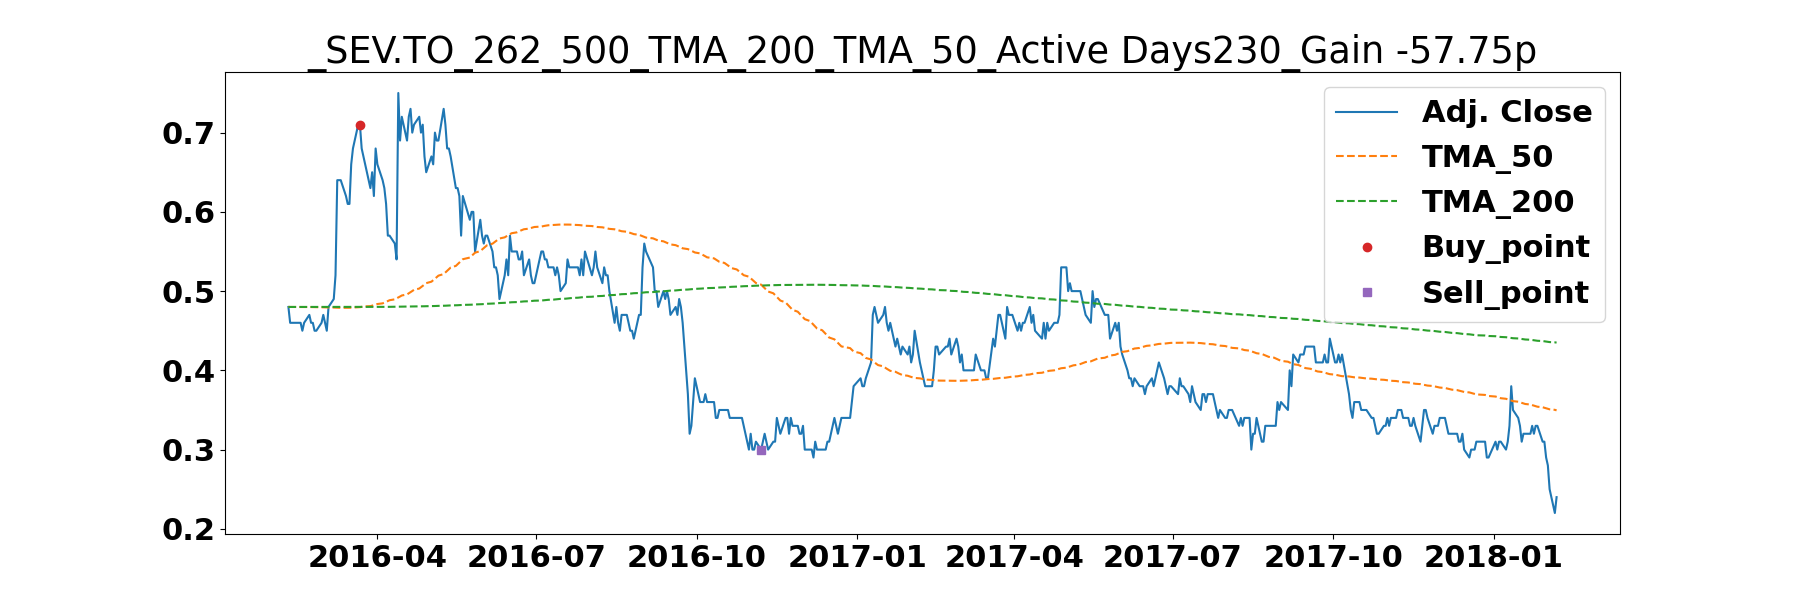 _SEV.TO_262_500_TMA_200_TMA_50_Active Days230_Gain -57.75p
Adj. Close
TMA_50
TMA_200
Buy_point
Sell_point
0.7
0.6
0.5
0.4
0.3
0.2
2016-04 2016-07 2016-10 2017-01 2017-04 2017-07 2017-10 2018-01